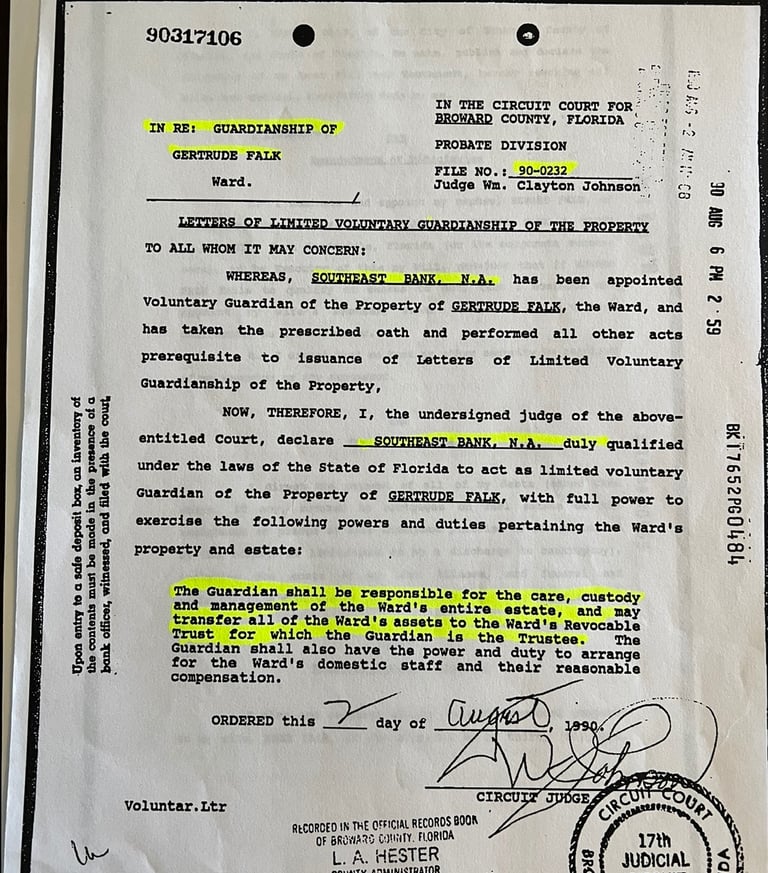 90317106
IN THE CIRCUIT COURT FOR
BROWARD COUNTY, FLORIDA
PROBATE DIVISION
FILE NO.: 90-0232
Judge Wm. Clayton Johnson
IN RE: GUARDIANSHIP OF
GERTRUDE FALK
Ward.
LETTERS OF LIMITED VOLUNTARY GUARDIANSHIP OF THE PROPERTY
TO ALL WHOM IT MAY CONCERN:
WHEREAS, SOUTHEAST BANK, N.A. has been appointed
Voluntary Guardian of the Property of GERTRUDE FALK, the Ward, and
has taken the prescribed oath and performed all other acts
prerequisite to issuance of Letters of Limited Voluntary
Guardianship of the Property,
NOW, THEREFORE, I, the undersigned judge of the above-
entitled Court, declare SOUTHEAST BANK, N.A. duly qualified
under the laws of the State of Florida to act as limited voluntary
Guardian of the Property of GERTRUDE FALK, with full power to
exercise the following powers and duties pertaining the Ward's
property and estate:
The Guardian shall be responsible for the care, custody
and management of the Ward's entire estate, and may
transfer all of the Ward's assets to the Ward's Revocable
Trust for which the Guardian is the Trustee. The
Guardian shall also have the power and duty to arrange
for the Ward's domestic staff and their reasonable
compensation.
ORDERED this 2 day of August, 1990.
CIRCUIT JUDGE
Voluntar.Ltr
RECORDED IN THE OFFICIAL RECORDS BOOK
OF BROWARD COUNTY, FLORIDA
L. A. HESTER
COUNTY ADMINISTRATOR
CIRCUIT COURT
17th
JUDICIAL
Upon entry to a safe deposit box, an inventory of
the contents must be made in the presence of a
bank officer, witnessed, and filed with the court.
90 AUG 6 PM 2:59
BK17652PG0484